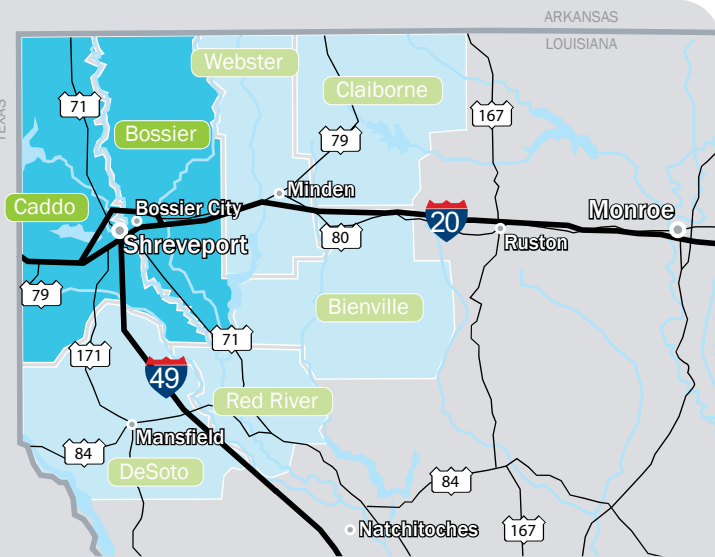 ARKANSAS
LOUISIANA
TEXAS
Webster
Claiborne
71
167
Bossier
79
Minden
Caddo
Bossier City
Monroe
20
Shreveport
80
Ruston
79
Bienville
71
171
49
Red River
Mansfield
84
DeSoto
84
Natchitoches
167